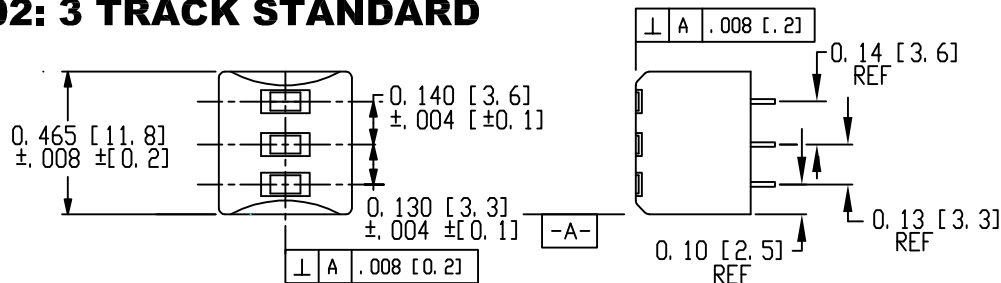 02: 3 TRACK STANDARD
⊥ A .008 [.2]
0.14 [3.6]
REF
0.140 [3.6]
±.004 [±0.1]
0.465 [11.8]
±.008 ±[0.2]
0.130 [3.3]
±.004 ±[0.1]
-A-
0.13 [3.3]
REF
0.10 [2.5]
REF
⊥ A .008 [0.2]